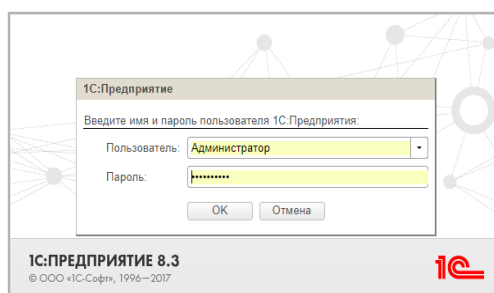 1С:Предприятие
Введите имя и пароль пользователя 1С:Предприятия:
Пользователь: Администратор
Пароль: ••••••••••
OK Отмена
1С:ПРЕДПРИЯТИЕ 8.3
© ООО «1С-Софт», 1996—2017
1С